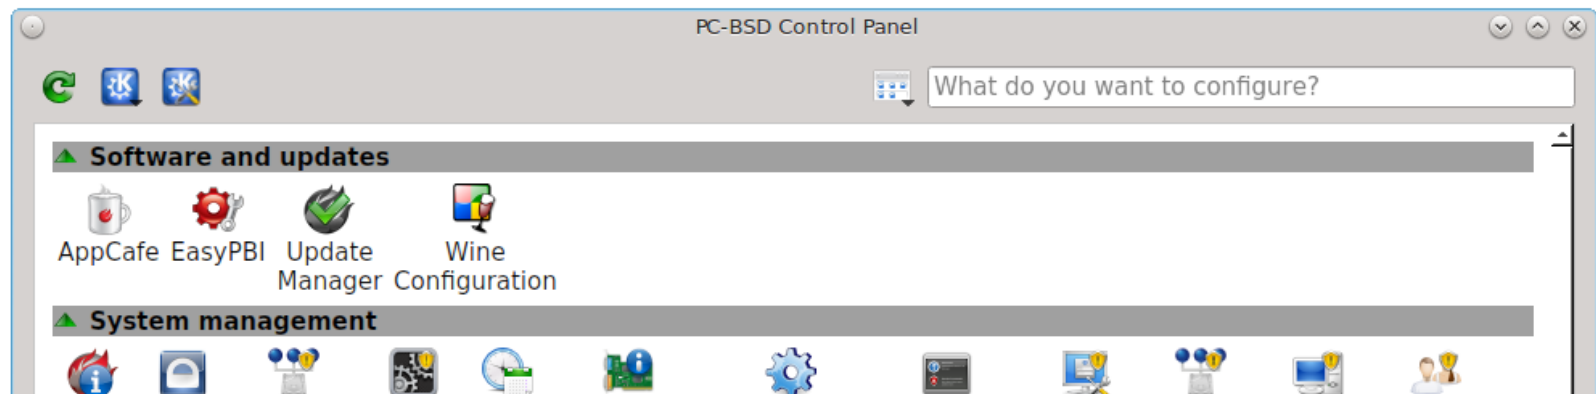 PC-BSD Control Panel
What do you want to configure?
Software and updates
AppCafe EasyPBI Update Wine
Manager Configuration
System management